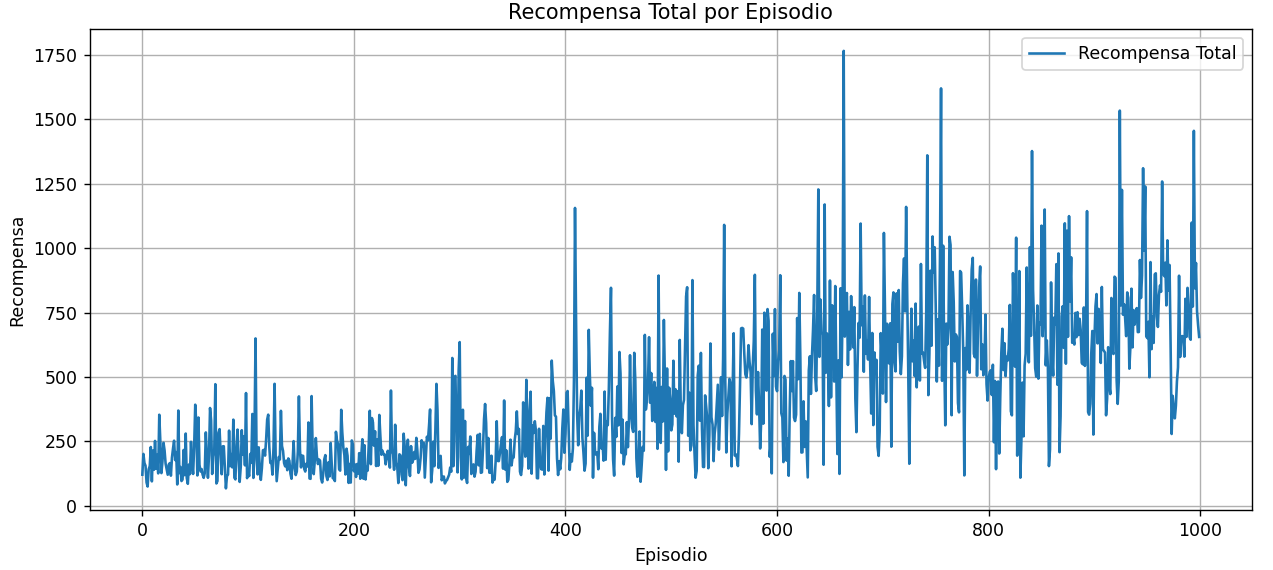 Recompensa Total por Episodio
Recompensa Total
1750
1500
1250
1000
750
500
250
0
Recompensa
0 200 400 600 800 1000
Episodio